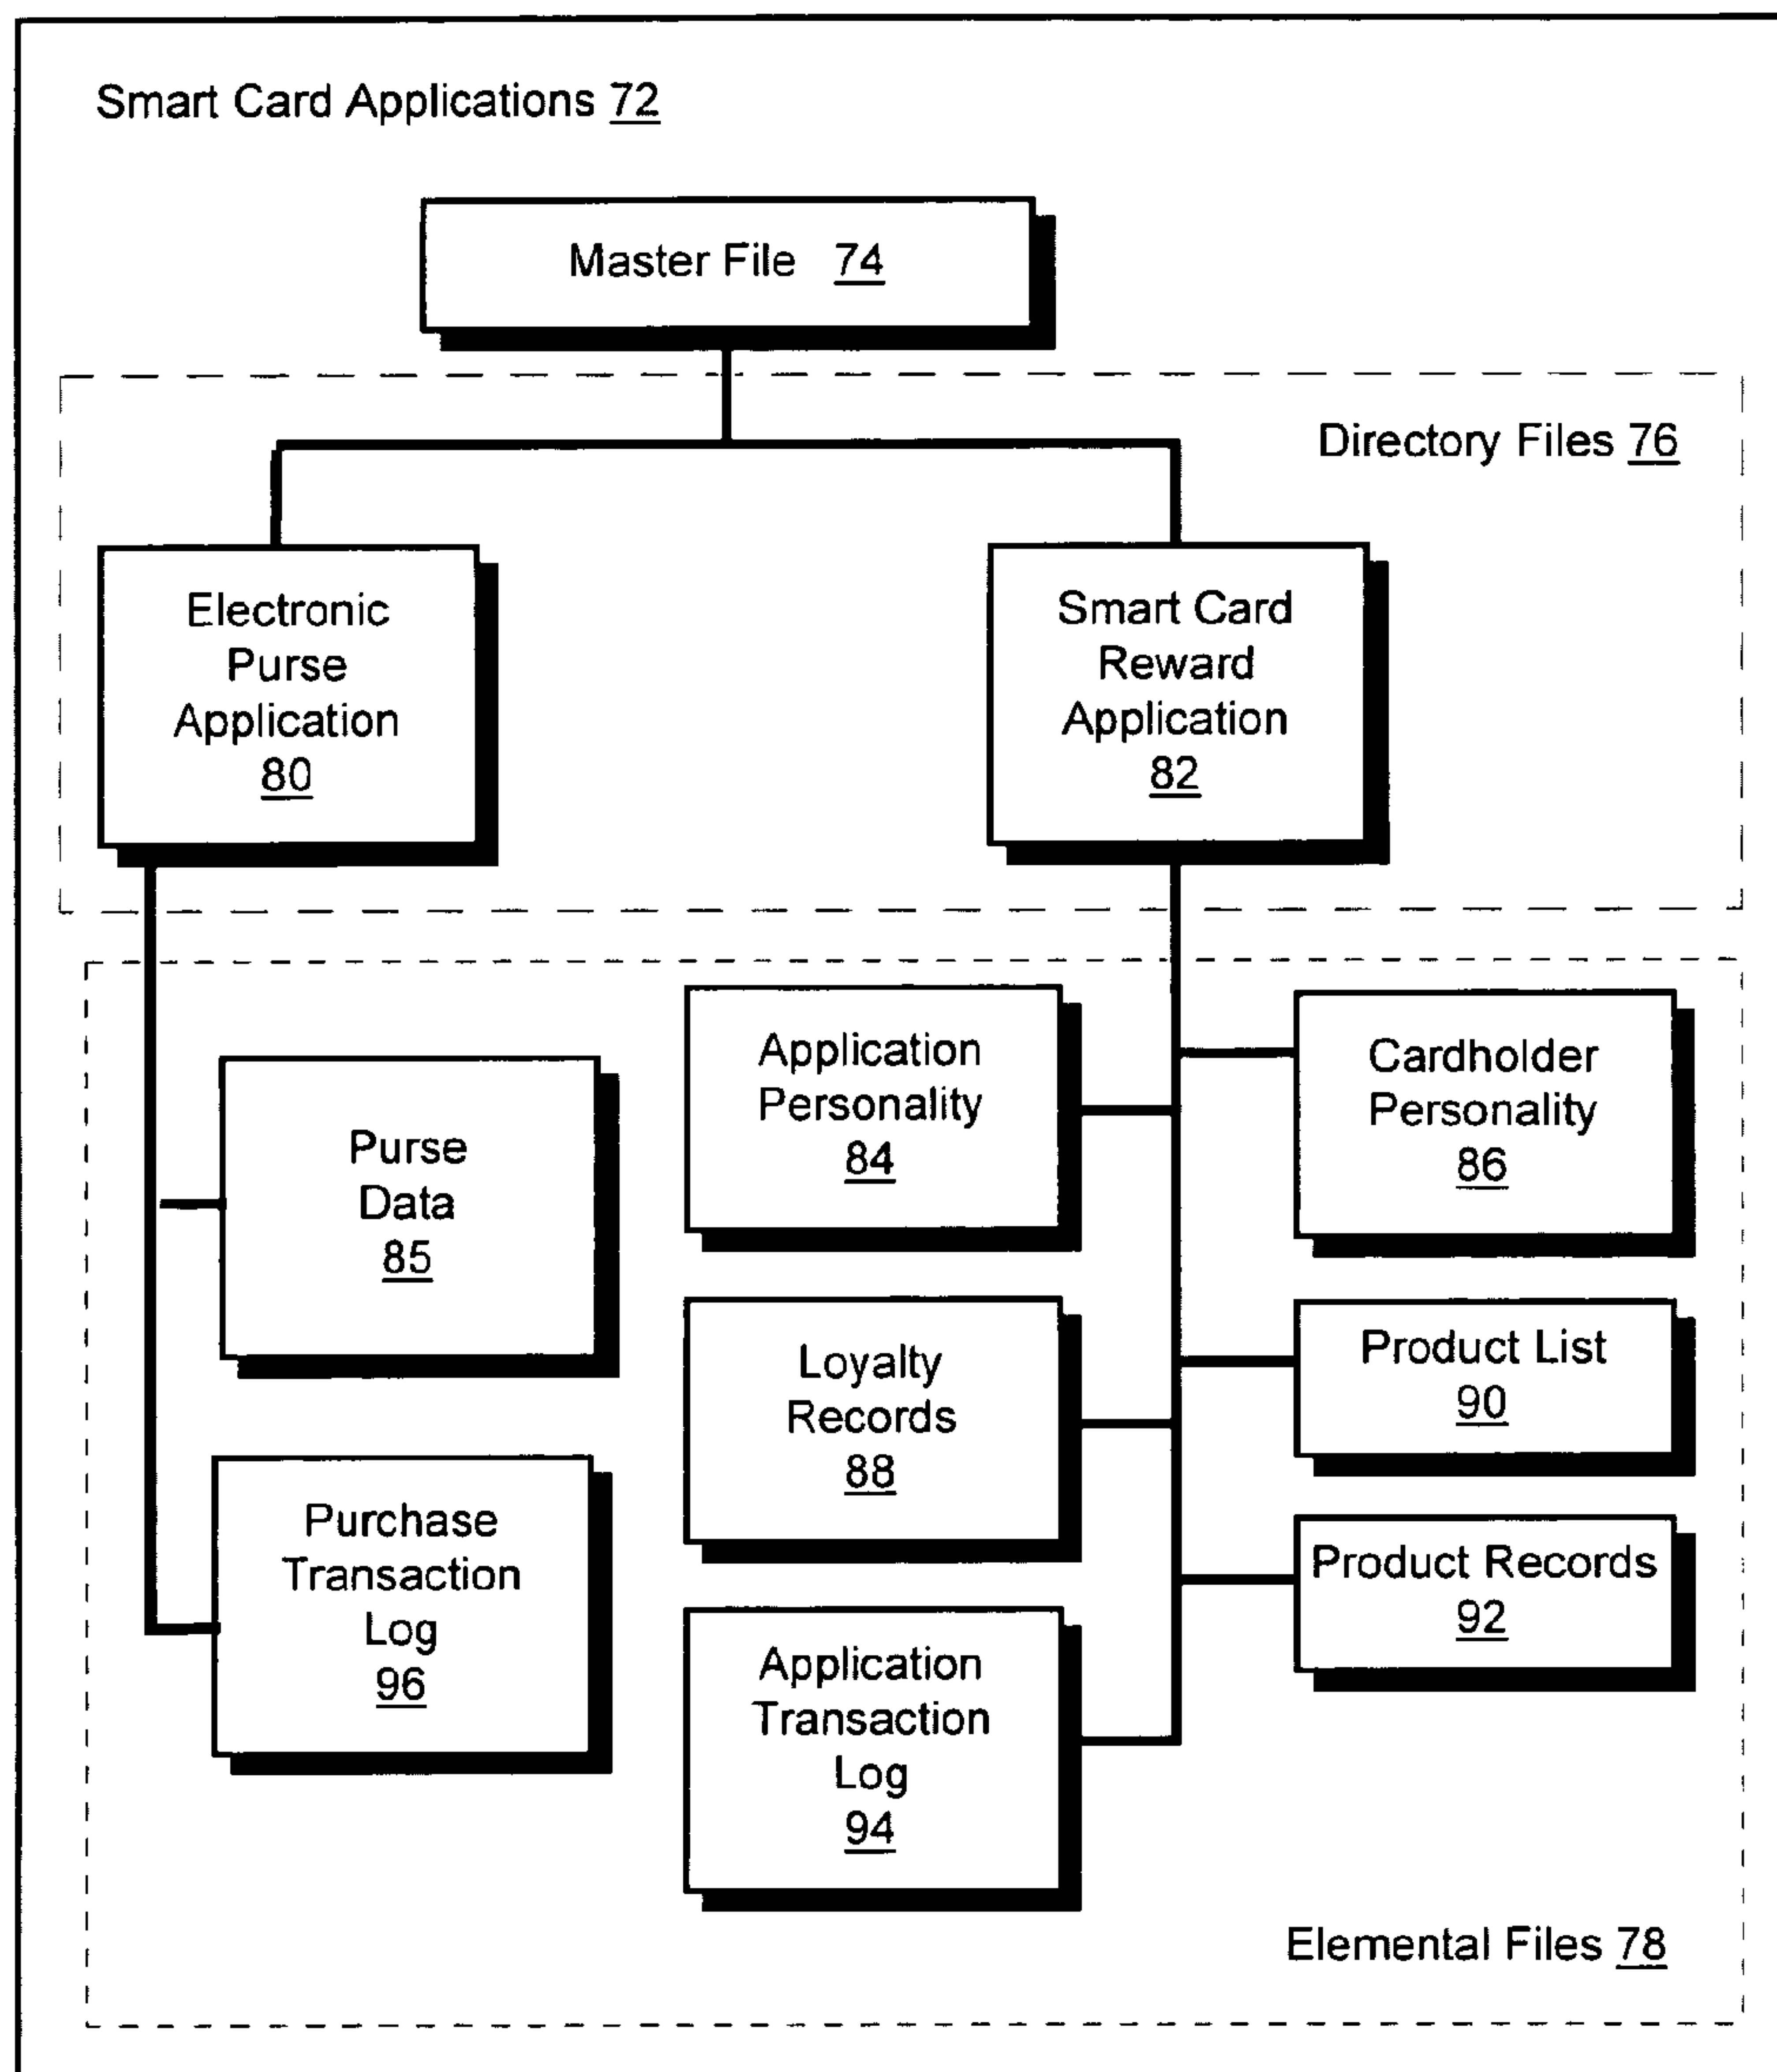 Smart Card Applications 72
Master File 74
Directory Files 76
Electronic
Purse
Application
80
Smart Card
Reward
Application
82
Purse
Data
85
Purchase
Transaction
Log
96
Application
Personality
84
Loyalty
Records
88
Application
Transaction
Log
94
Cardholder
Personality
86
Product List
90
Product Records
92
Elemental Files 78